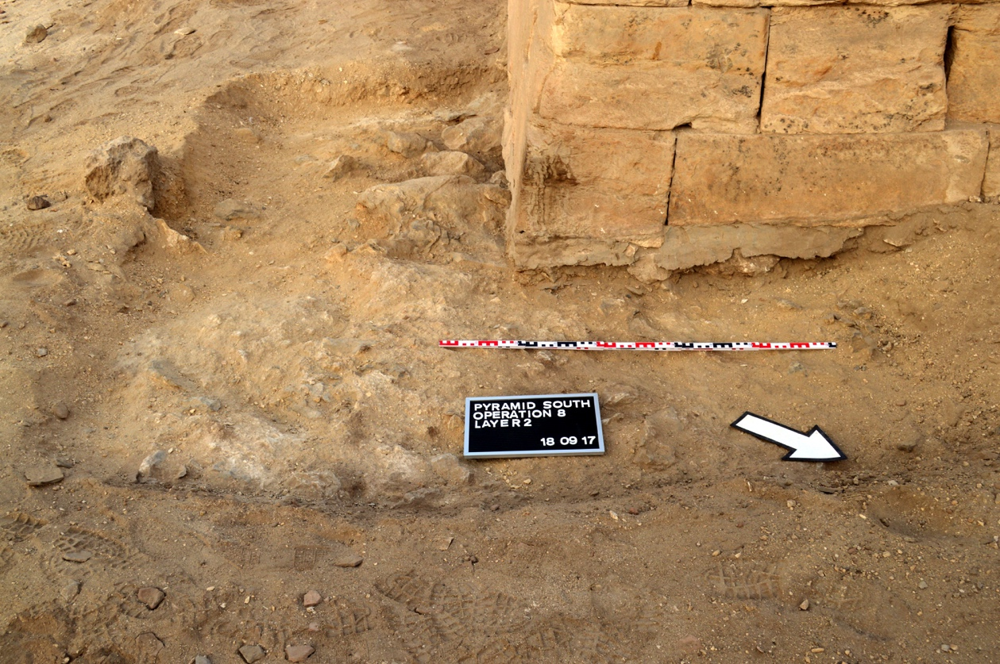 PYRAMID SOUTH
OPERATION 8
LAYER 2
18 09 17